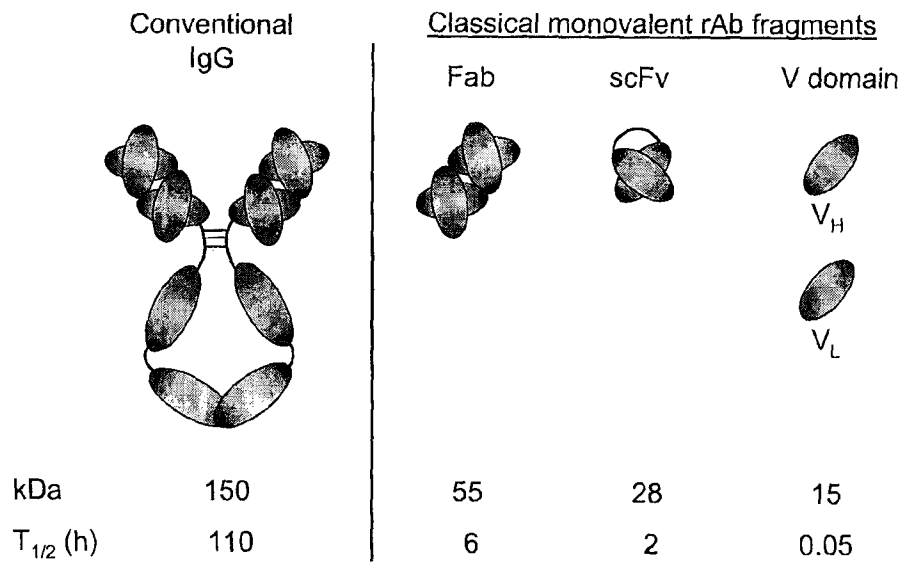 Conventional
IgG
Classical monovalent rAb fragments
Fab scFv V domain
V_H
V_L
kDa 150 55 28 15
T_1/2 (h) 110 6 2 0.05